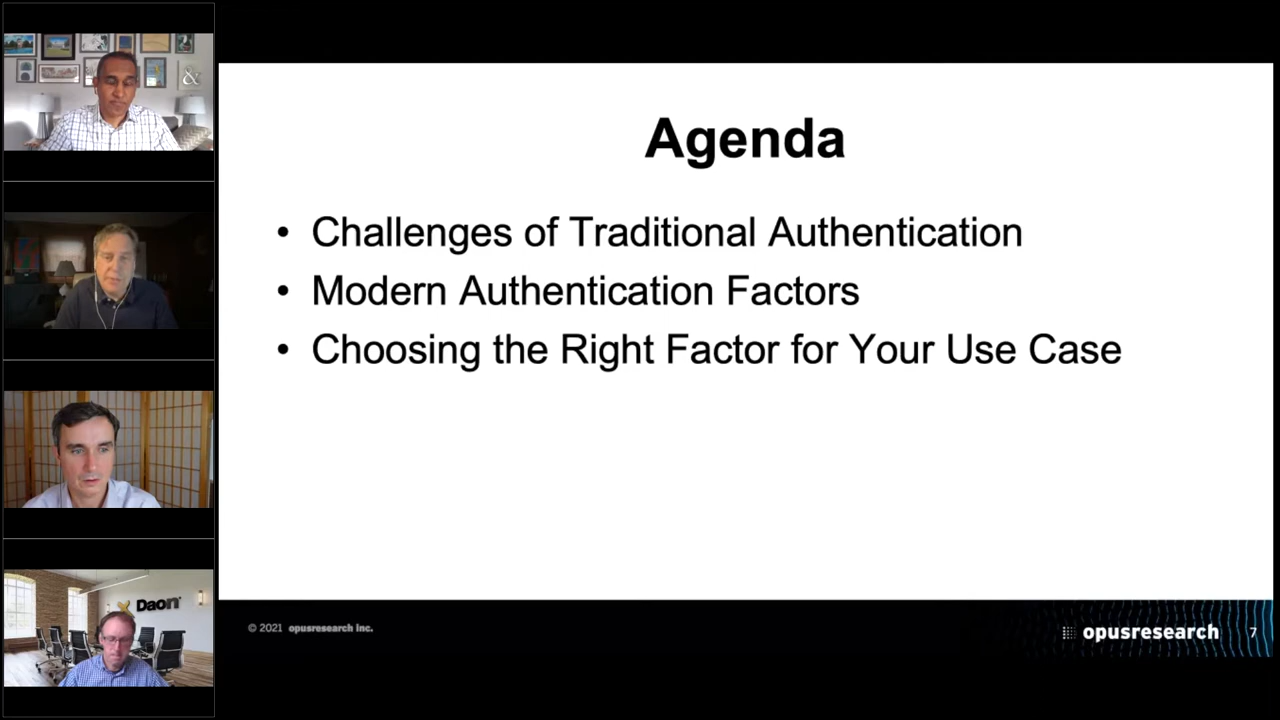 &
Daon
Agenda
• Challenges of Traditional Authentication
• Modern Authentication Factors
• Choosing the Right Factor for Your Use Case
© 2021 opusresearch inc.
opusresearch 7